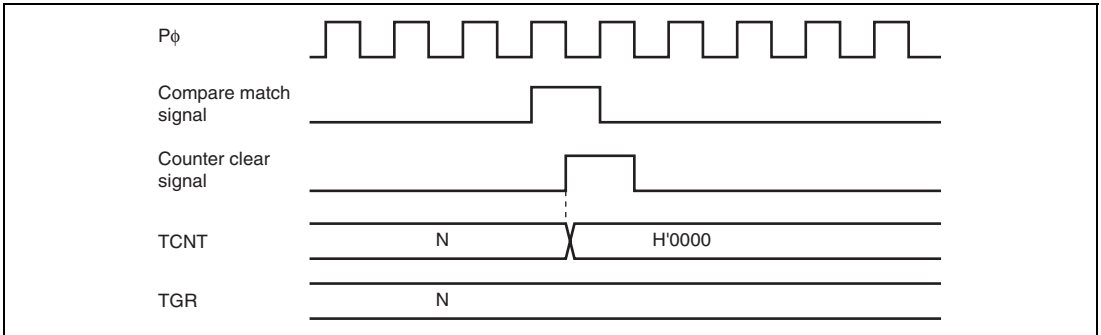 Pϕ
Compare match
signal
Counter clear
signal
TCNT
N
H'0000
TGR
N